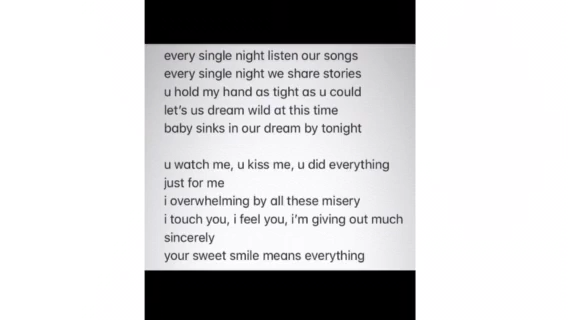 every single night listen our songs
every single night we share stories
u hold my hand as tight as u could
let's us dream wild at this time
baby sinks in our dream by tonight
u watch me, u kiss me, u did everything
just for me
i overwhelming by all these misery
i touch you, i feel you, i'm giving out much
sincerely
your sweet smile means everything